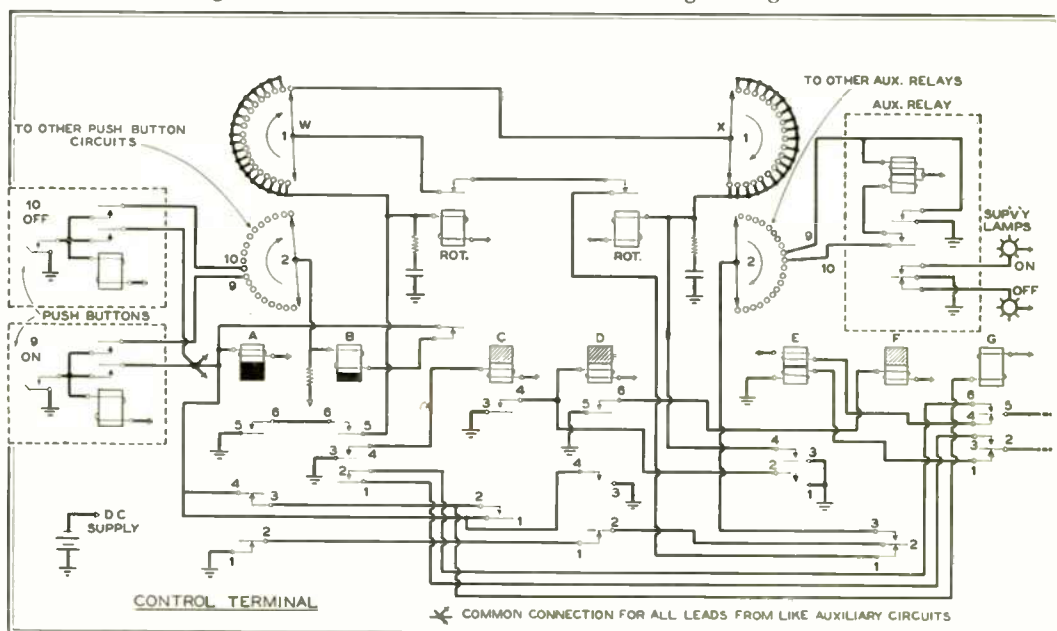 TO OTHER AUX. RELAYS
AUX. RELAY
TO OTHER PUSH BUTTON
CIRCUITS
W
1
X
1
10
OFF
9
SUPV'Y
LAMPS
10
2
ROT.
ROT.
2
10
ON
9
OFF
PUSH BUTTONS
9
ON
A
B
C
D
E
F
G
6
6
4
6
6
5
5
5
3
5
4
3
4
4
4
3
2
3
2
2
1
1
4
3
2
3
1
1
D C
SUPPLY
2
2
3
2
1
1
CONTROL TERMINAL
COMMON CONNECTION FOR ALL LEADS FROM LIKE AUXILIARY CIRCUITS